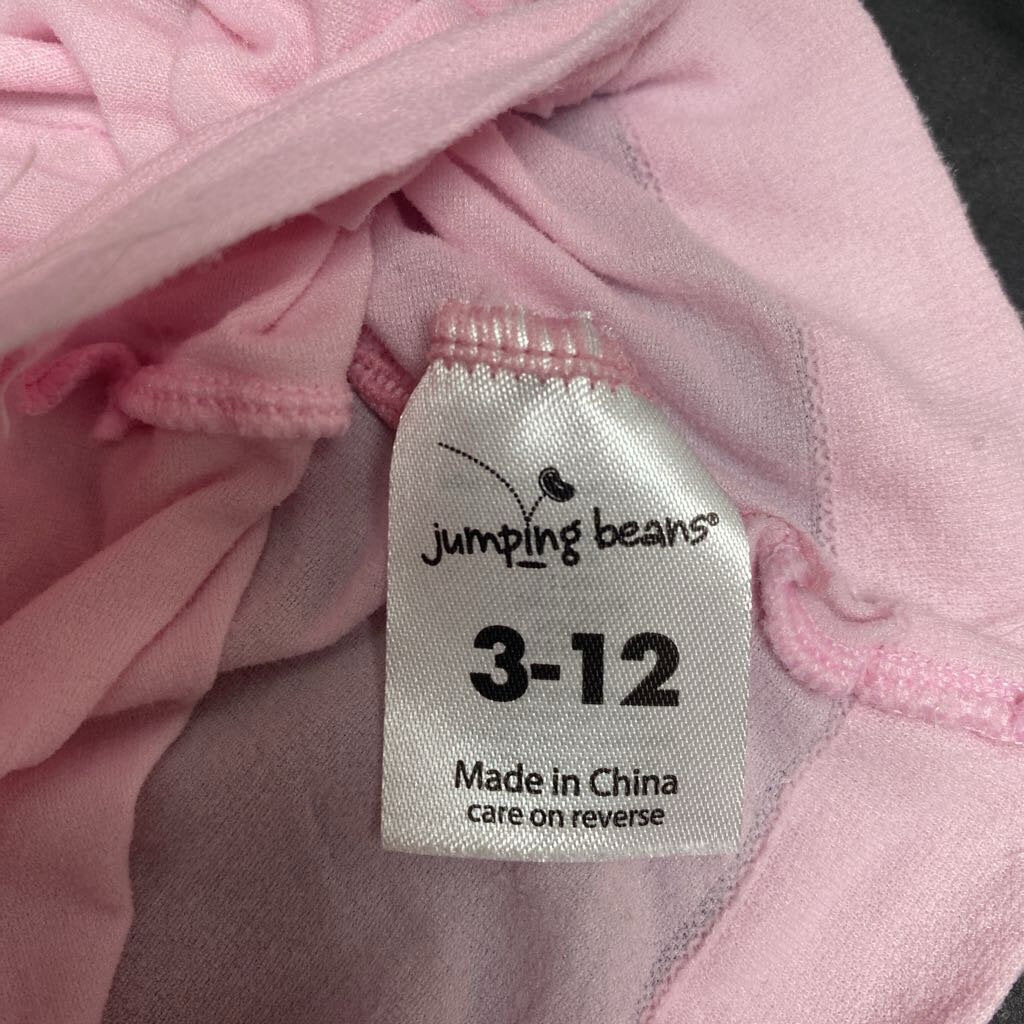 jumping beans®
3-12
Made in China
care on reverse